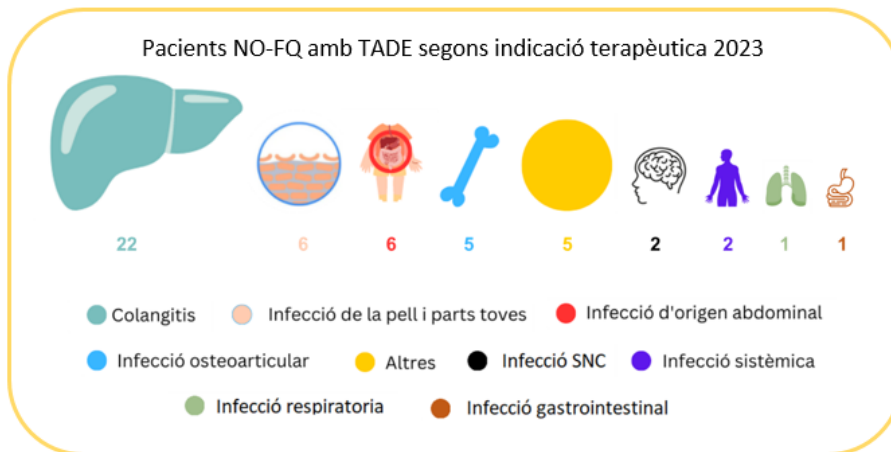 Pacients NO-FQ amb TADE segons indicació terapèutica 2023
22 6 6 5 5 2 2 1 1
Colangitis Infecció de la pell i parts toves Infecció d'origen abdominal
Infecció osteoarticular Altres Infecció SNC Infecció sistèmica
Infecció respiratoria Infecció gastrointestinal